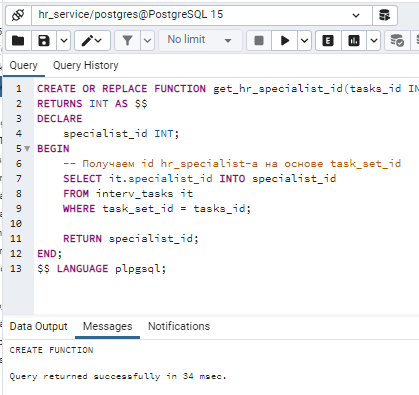 hr_service/postgres@PostgreSQL 15
No limit
E
Query
Query History
1 CREATE OR REPLACE FUNCTION get_hr_specialist_id(tasks_id IN
2 RETURNS INT AS $$
3 DECLARE
4 specialist_id INT;
5 BEGIN
6 -- Получаем id hr_specialist-а на основе task_set_id
7 SELECT it.specialist_id INTO specialist_id
8 FROM interv_tasks it
9 WHERE task_set_id = tasks_id;
10
11 RETURN specialist_id;
12 END;
13 $$ LANGUAGE plpgsql;
Data Output
Messages
Notifications
CREATE FUNCTION
Query returned successfully in 34 msec.